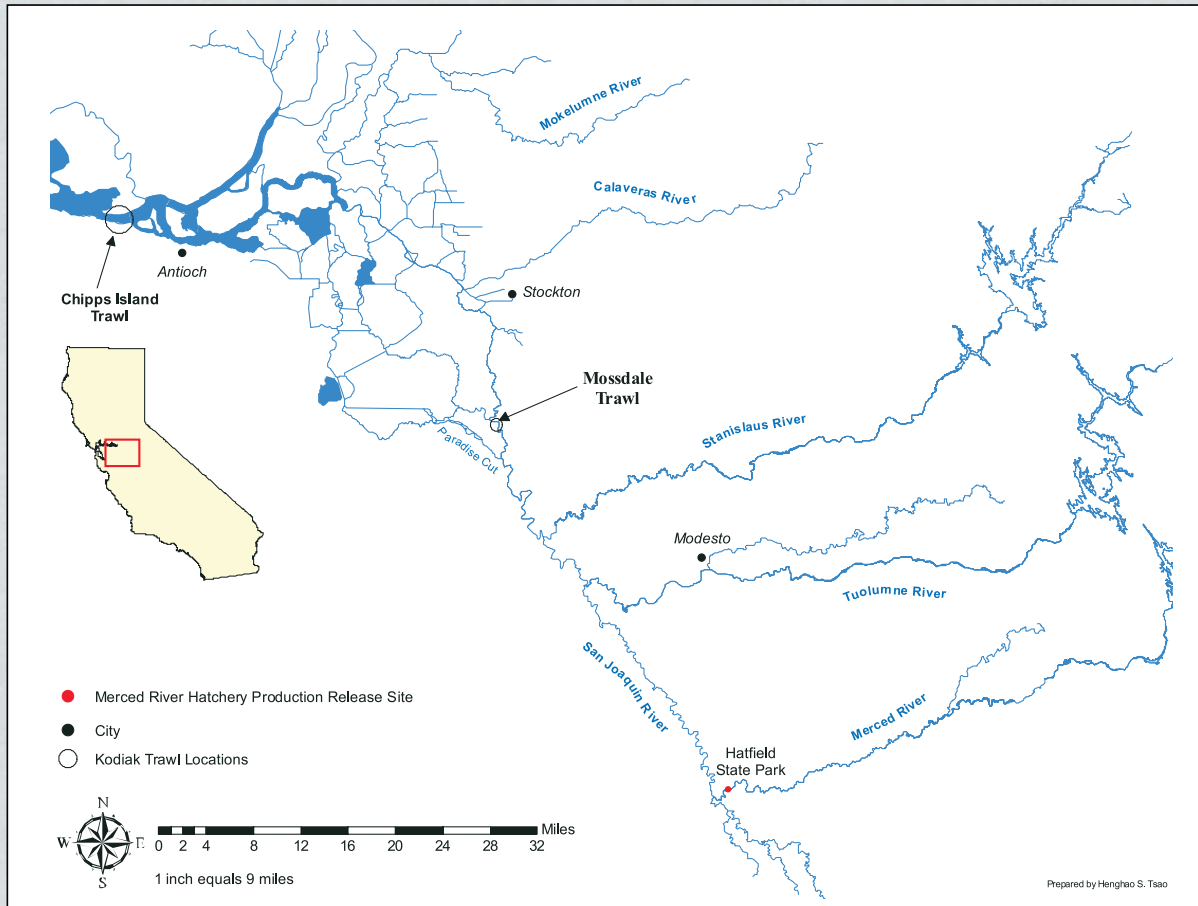 Mokelumne River
Calaveras River
Antioch
Chipps Island
Trawl
Stockton
Mossdale
Trawl
Paradise Cut
Stanislaus River
Modesto
Tuolumne River
San Joaquin River
Merced River
Hatfield
State Park
Merced River Hatchery Production Release Site
City
Kodiak Trawl Locations
N
W E
S
Miles
0 2 4 8 12 16 20 24 28 32
1 inch equals 9 miles
Prepared by Henghao S. Tsao